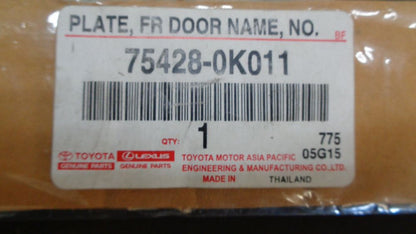 PLATE, FR DOOR NAME, NO.
BF
75428-0K011
QTY: 1
775
05G15
TOYOTA
GENUINE PARTS
LEXUS
GENUINE PARTS
TOYOTA MOTOR ASIA PACIFIC
ENGINEERING & MANUFACTURING CO.,LTD.
MADE IN THAILAND